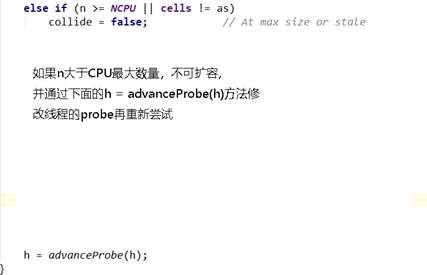 else if (n >= NCPU || cells != as)
collide = false; // At max size or stale
如果n大于CPU最大数量，不可扩容，
并通过下面的h = advanceProbe(h)方法修
改线程的probe再重新尝试
h = advanceProbe(h);
}